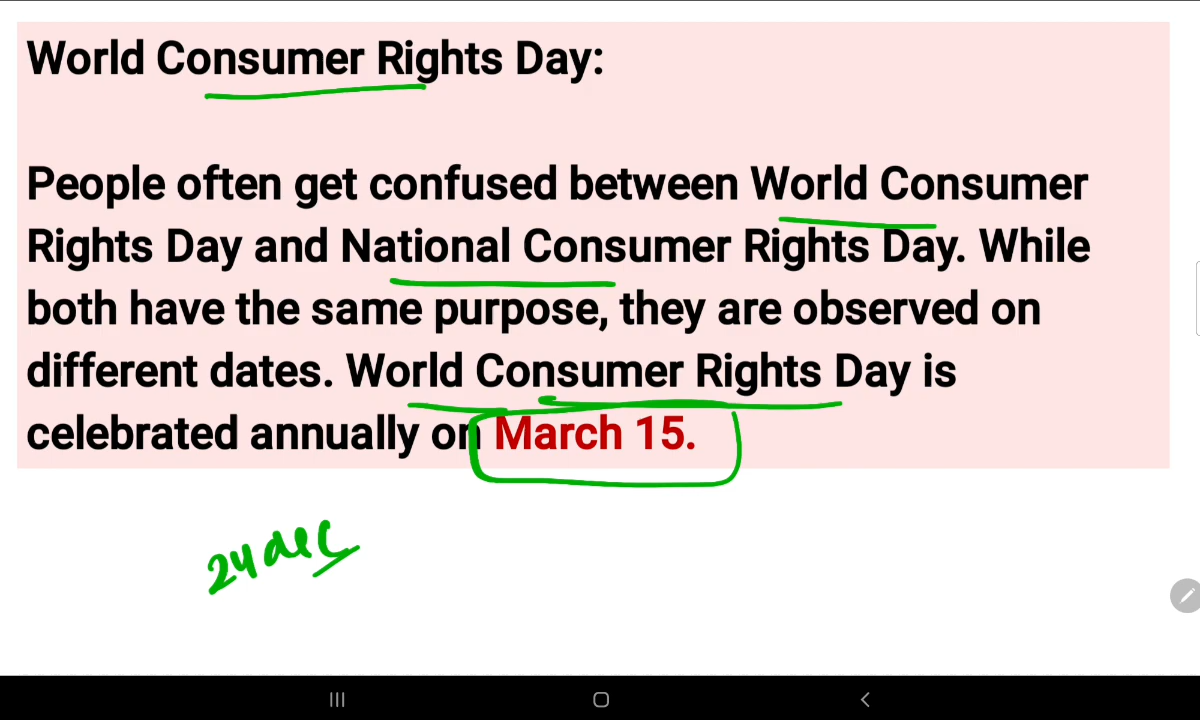 World Consumer Rights Day:
People often get confused between World Consumer
Rights Day and National Consumer Rights Day. While
both have the same purpose, they are observed on
different dates. World Consumer Rights Day is
celebrated annually on March 15.
24 dec